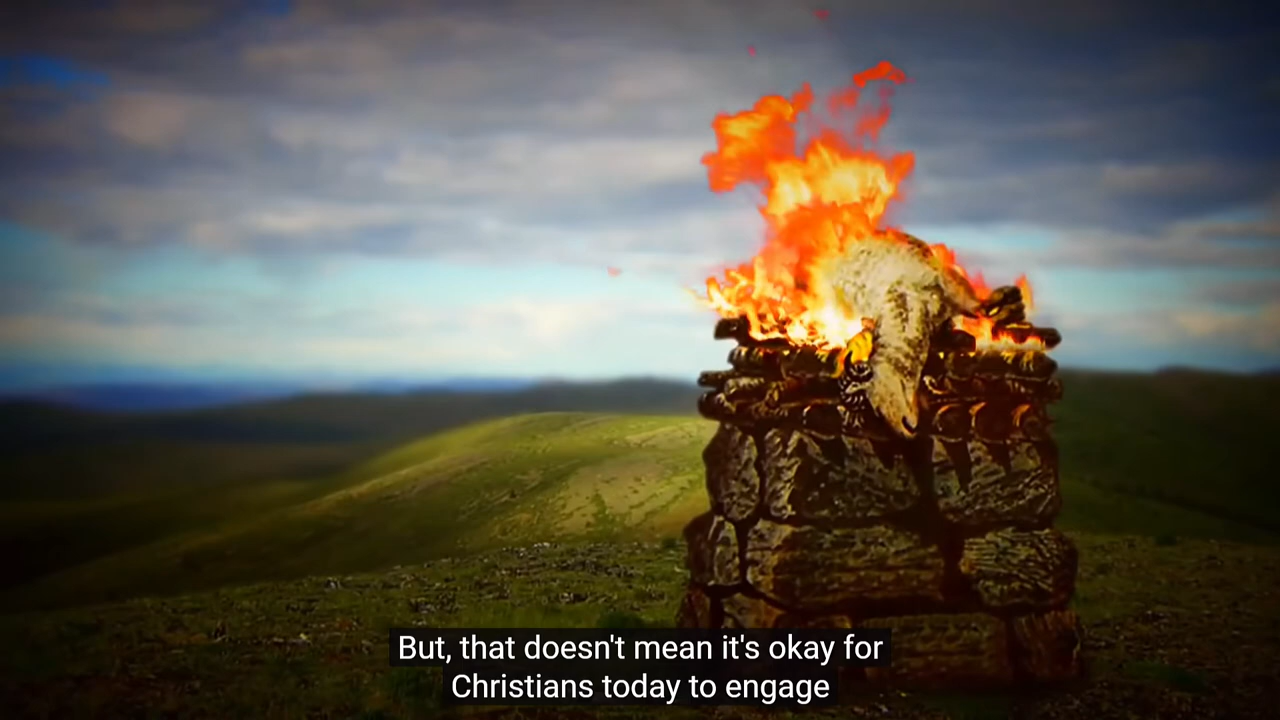 But, that doesn't mean it's okay for
Christians today to engage